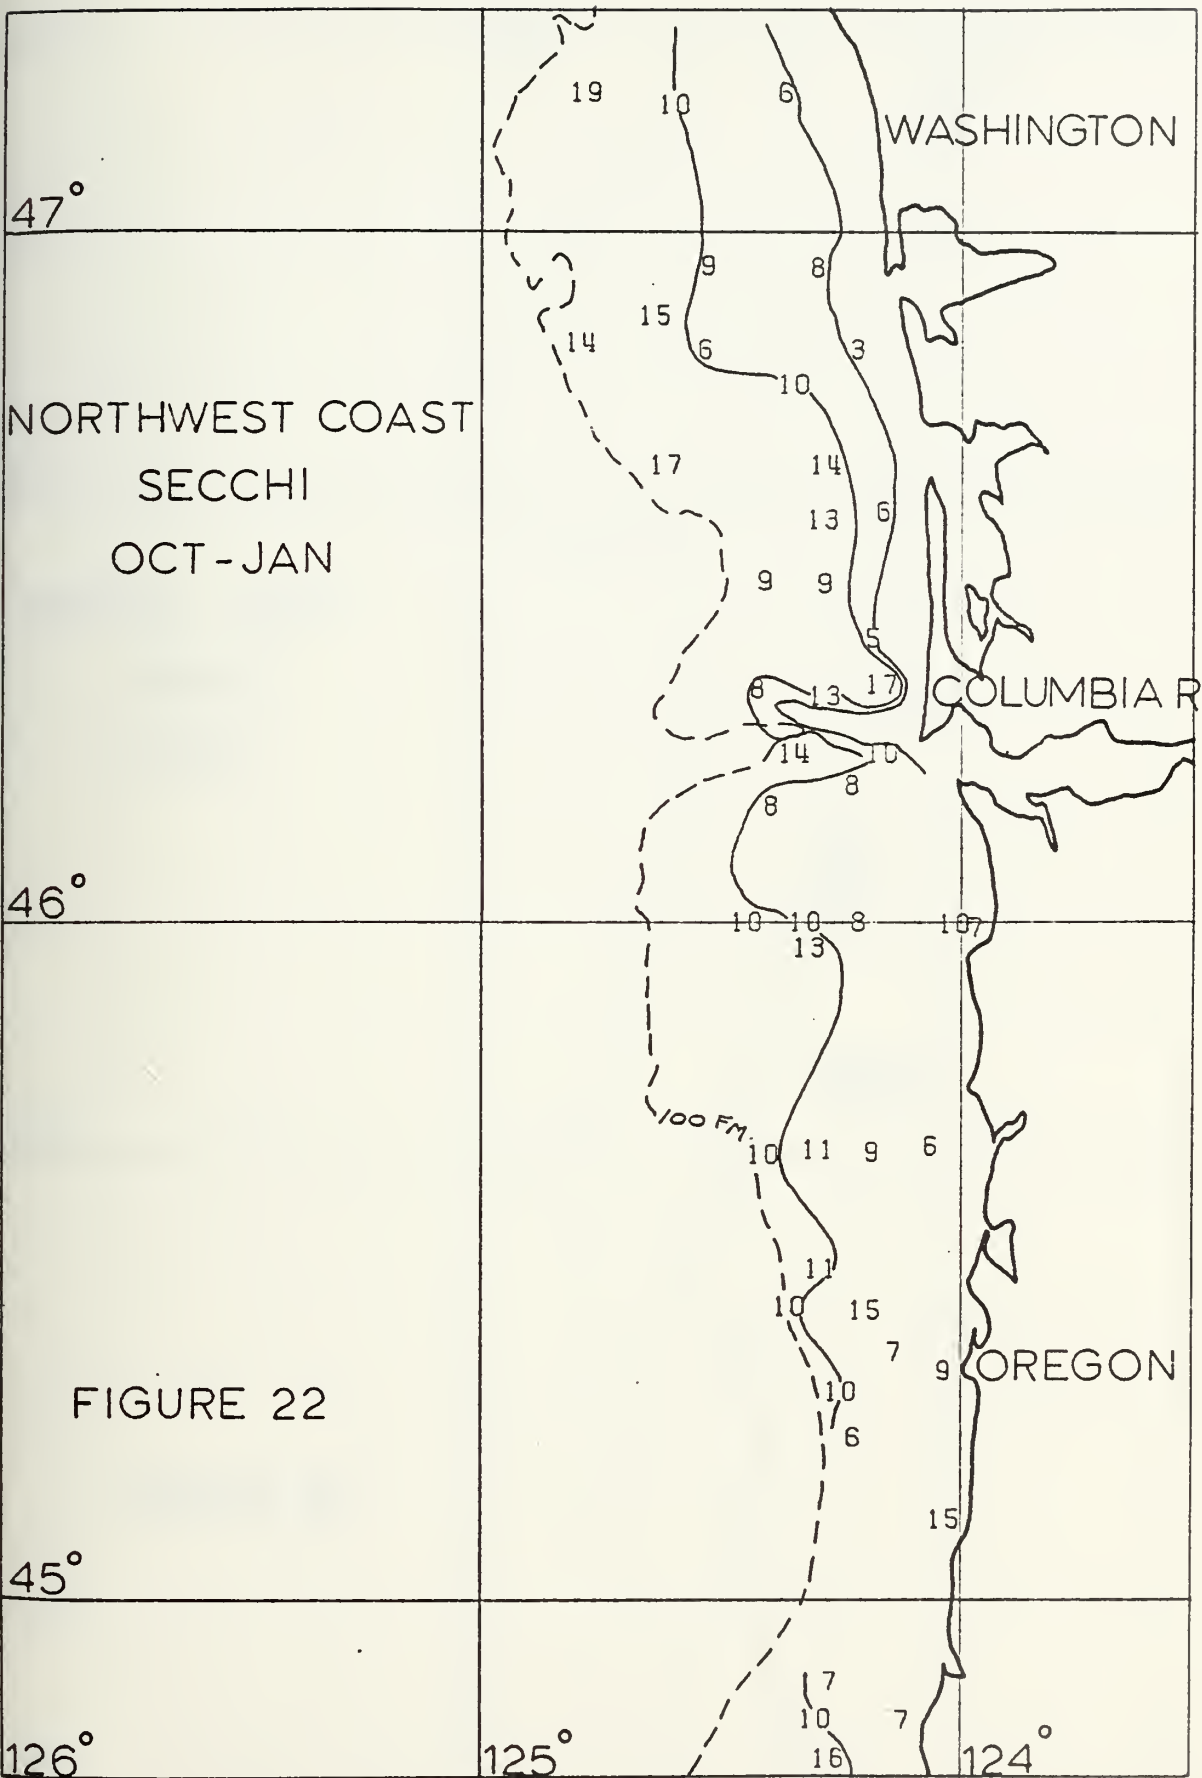 19 10 6
WASHINGTON
47°
9 8
15
14 6 3
10
NORTHWEST COAST
17 14
SECCHI
13 6
OCT-JAN
9 9
5
8 13 17 COLUMBIA R
14 10
8
8
46°
10 10 8 10 7
13
100 FM.
10 11 9 6
11
10 15
7
9 OREGON
10
FIGURE 22
6
15
45°
7
10 7
126° 125° 16 124°